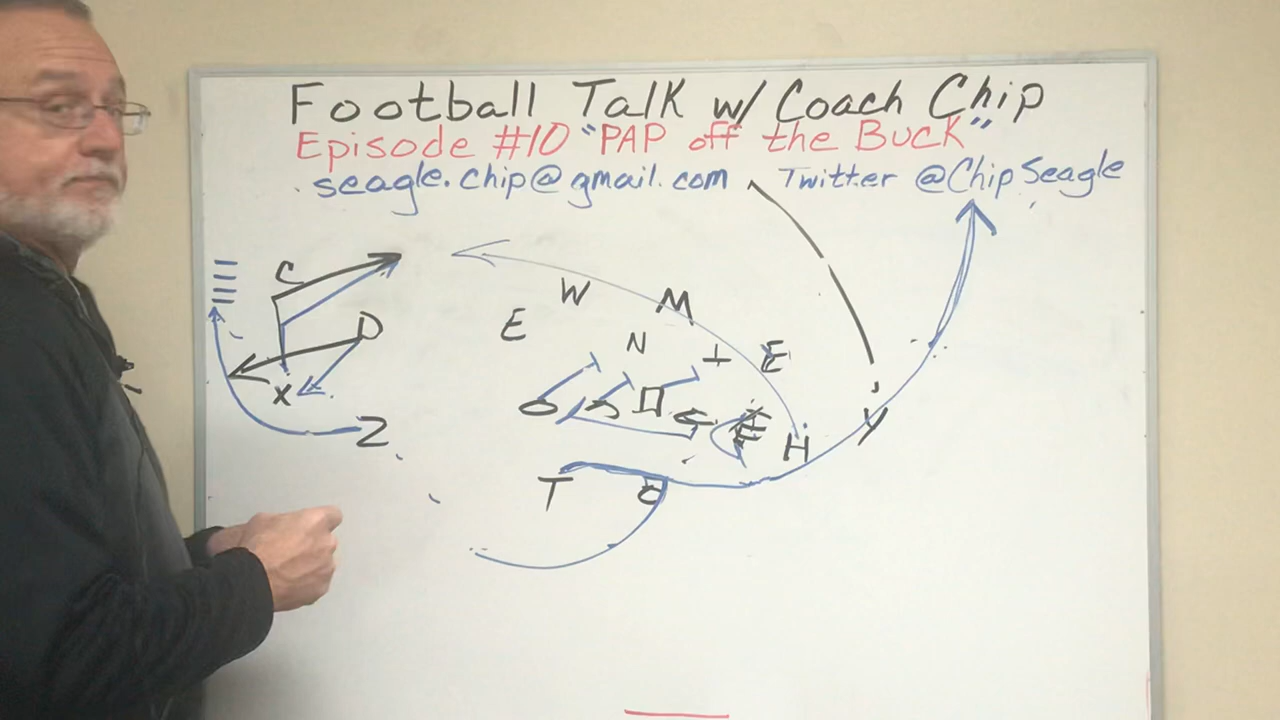 Football Talk w/ Coach Chip
Episode #10 "PAP off the Buck"
seagle.chip@gmail.com Twitter @ChipSeagle
C
W M
E
D N E
X
Z H Y
T